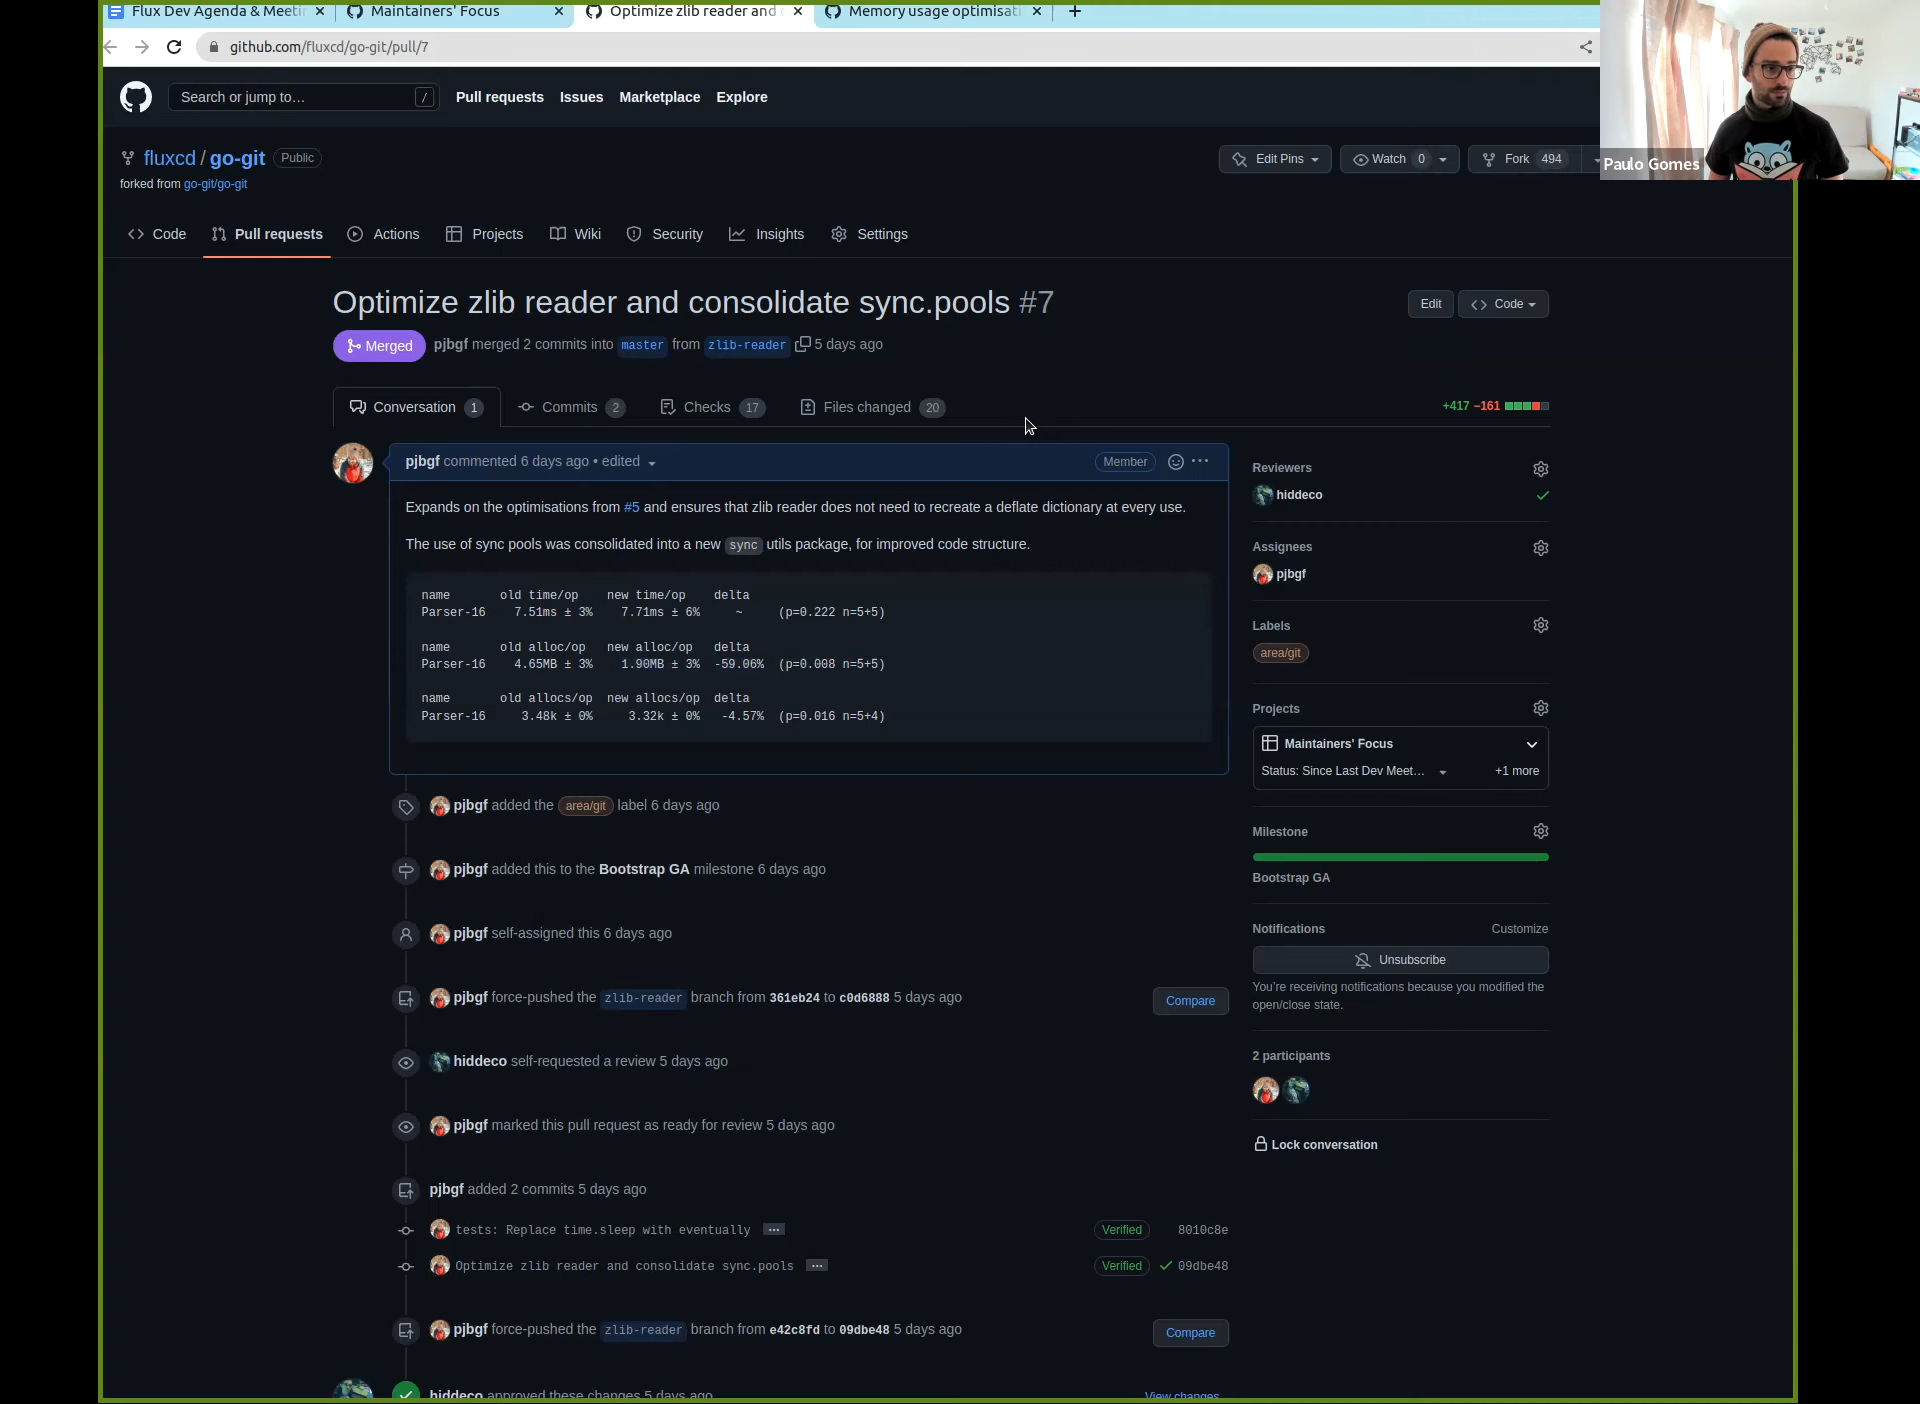 Flux Dev Agenda & Meeti
Maintainers' Focus
Optimize zlib reader and c
Memory usage optimisati
github.com/fluxcd/go-git/pull/7
Paulo Gomes
Search or jump to… /
Pull requests Issues Marketplace Explore
fluxcd / go-git Public
forked from go-git/go-git
Edit Pins Watch 0 Fork 494
Code Pull requests Actions Projects Wiki Security Insights Settings
Optimize zlib reader and consolidate sync.pools #7
Edit Code
Merged pjbgf merged 2 commits into master from zlib-reader 5 days ago
Conversation 1 Commits 2 Checks 17 Files changed 20
+417 −161
pjbgf commented 6 days ago • edited
Member
Expands on the optimisations from #5 and ensures that zlib reader does not need to recreate a deflate dictionary at every use.
The use of sync pools was consolidated into a new sync utils package, for improved code structure.
name old time/op new time/op delta
Parser-16 7.51ms ± 3% 7.71ms ± 6% ~ (p=0.222 n=5+5)
name old alloc/op new alloc/op delta
Parser-16 4.65MB ± 3% 1.90MB ± 3% -59.06% (p=0.008 n=5+5)
name old allocs/op new allocs/op delta
Parser-16 3.48k ± 0% 3.32k ± 0% -4.57% (p=0.016 n=5+4)
pjbgf added the area/git label 6 days ago
pjbgf added this to the Bootstrap GA milestone 6 days ago
pjbgf self-assigned this 6 days ago
pjbgf force-pushed the zlib-reader branch from 361eb24 to c0d6888 5 days ago
Compare
hiddeco self-requested a review 5 days ago
pjbgf marked this pull request as ready for review 5 days ago
pjbgf added 2 commits 5 days ago
tests: Replace time.sleep with eventually … Verified 8010c8e
Optimize zlib reader and consolidate sync.pools … Verified 09dbe48
pjbgf force-pushed the zlib-reader branch from e42c8fd to 09dbe48 5 days ago
Compare
hiddeco approved these changes 5 days ago
View changes
Reviewers
hiddeco
Assignees
pjbgf
Labels
area/git
Projects
Maintainers' Focus
Status: Since Last Dev Meet… +1 more
Milestone
Bootstrap GA
Notifications Customize
Unsubscribe
You're receiving notifications because you modified the
open/close state.
2 participants
Lock conversation